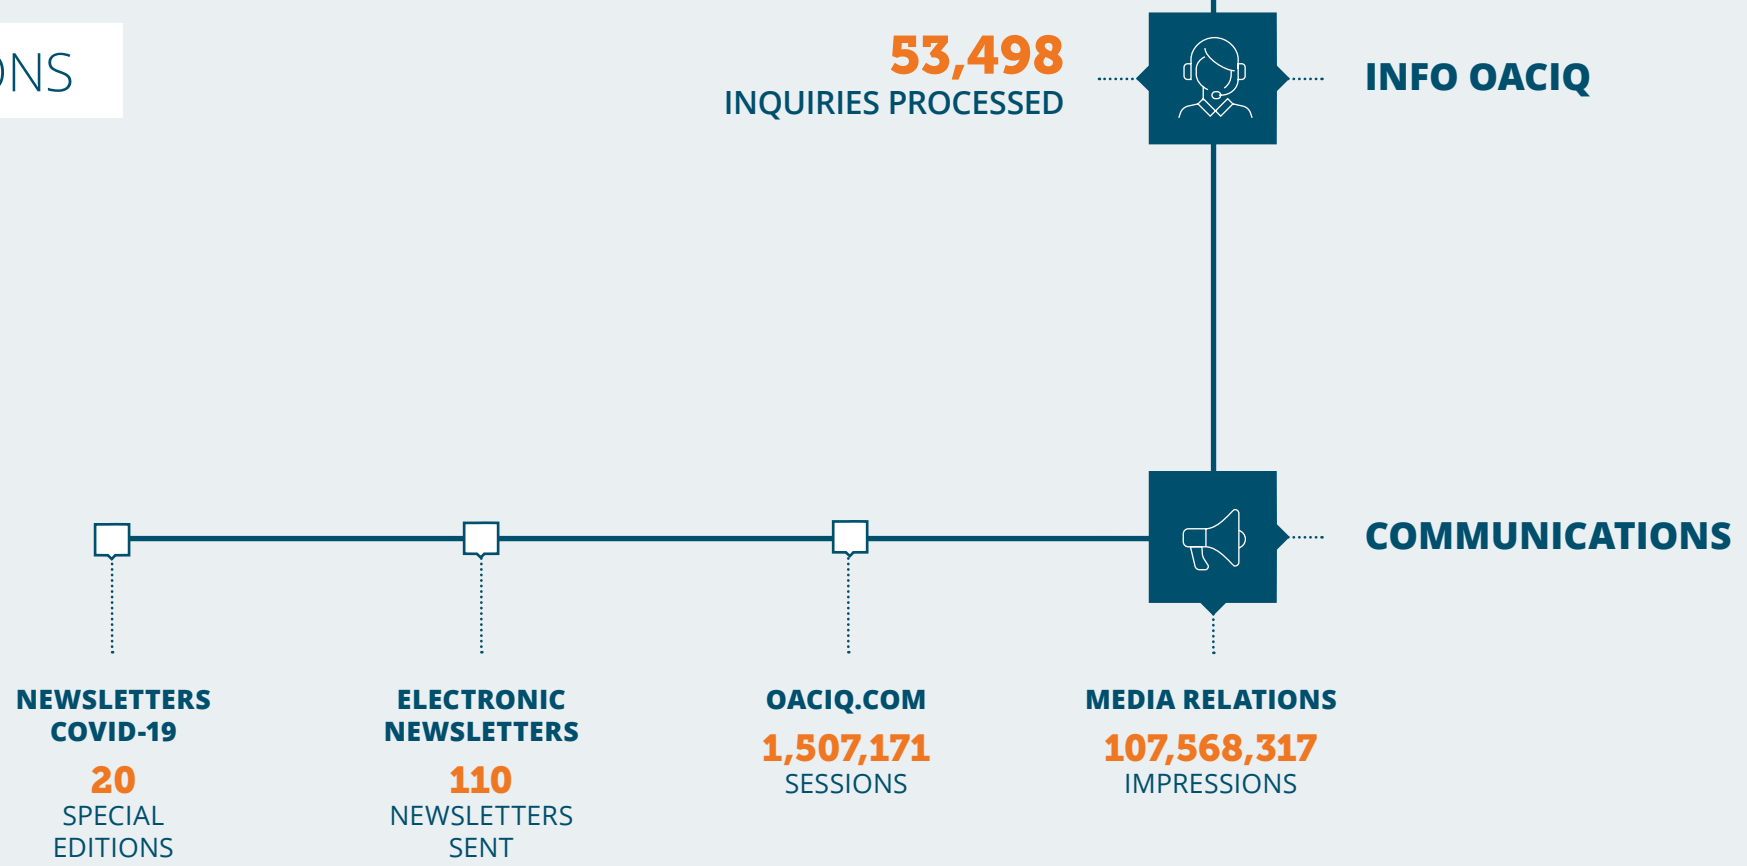 53,498
INQUIRIES PROCESSED
INFO OACIQ
COMMUNICATIONS
NEWSLETTERS
COVID-19
20
SPECIAL
EDITIONS
ELECTRONIC
NEWSLETTERS
110
NEWSLETTERS
SENT
OACIQ.COM
1,507,171
SESSIONS
MEDIA RELATIONS
107,568,317
IMPRESSIONS